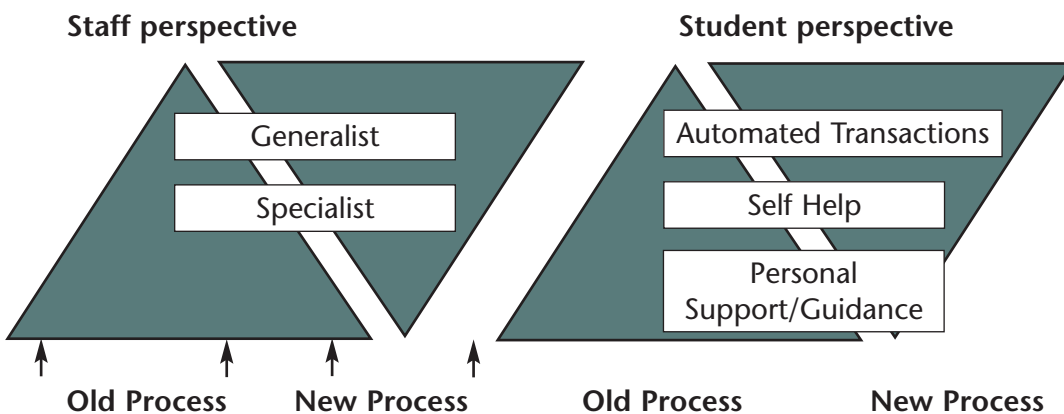 Staff perspective
Generalist
Specialist
Old Process
New Process
Student perspective
Automated Transactions
Self Help
Personal
Support/Guidance
Old Process
New Process